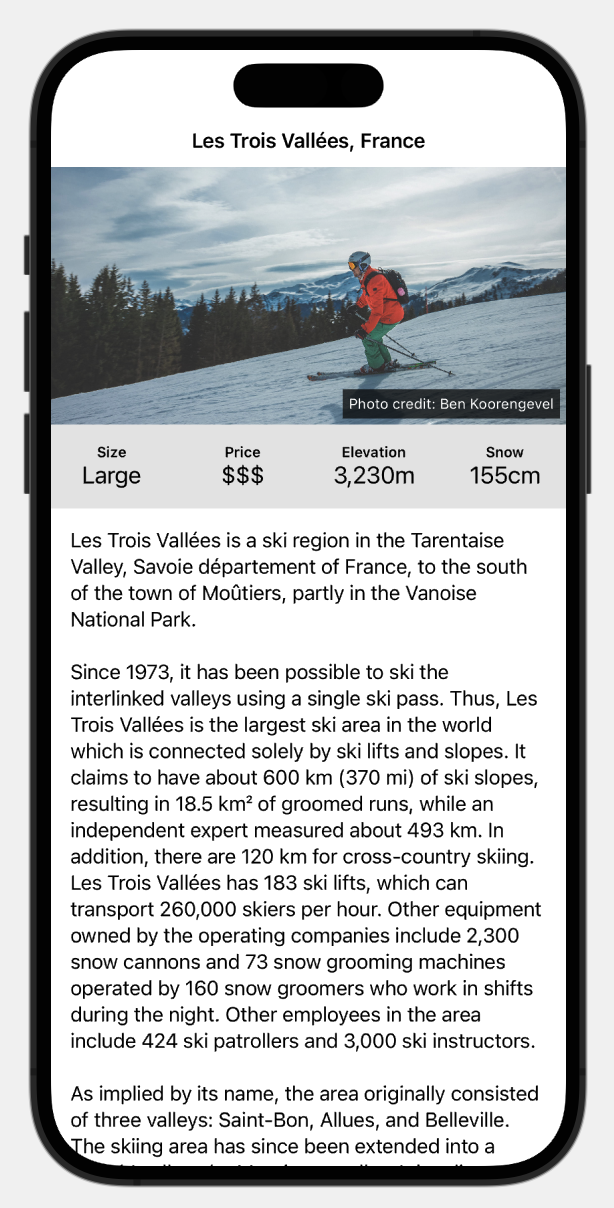 Les Trois Vallées, France
Photo credit: Ben Koorengevel
Size
Price
Elevation
Snow
Large
$$$
3,230m
155cm
Les Trois Vallées is a ski region in the Tarentaise
Valley, Savoie département of France, to the south
of the town of Moûtiers, partly in the Vanoise
National Park.
Since 1973, it has been possible to ski the
interlinked valleys using a single ski pass. Thus, Les
Trois Vallées is the largest ski area in the world
which is connected solely by ski lifts and slopes. It
claims to have about 600 km (370 mi) of ski slopes,
resulting in 18.5 km² of groomed runs, while an
independent expert measured about 493 km. In
addition, there are 120 km for cross-country skiing.
Les Trois Vallées has 183 ski lifts, which can
transport 260,000 skiers per hour. Other equipment
owned by the operating companies include 2,300
snow cannons and 73 snow grooming machines
operated by 160 snow groomers who work in shifts
during the night. Other employees in the area
include 424 ski patrollers and 3,000 ski instructors.
As implied by its name, the area originally consisted
of three valleys: Saint-Bon, Allues, and Belleville.
The skiing area has since been extended into a